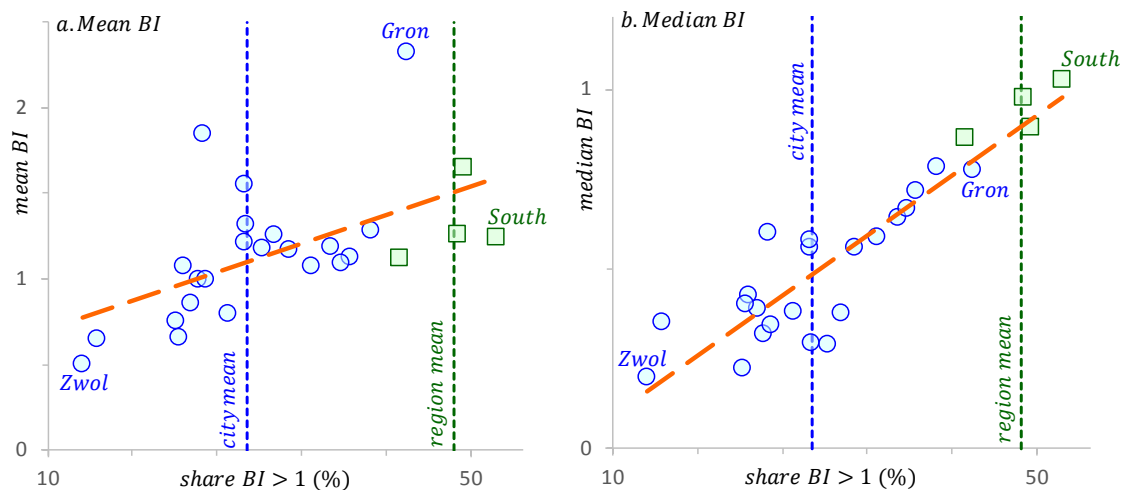 a. Mean BI
Gron
2
city mean
mean BI
South
1
Zwol
region mean
0
10
share BI > 1 (%)
50
b. Median BI
South
1
city mean
median BI
Gron
Zwol
region mean
0
10
share BI > 1 (%)
50